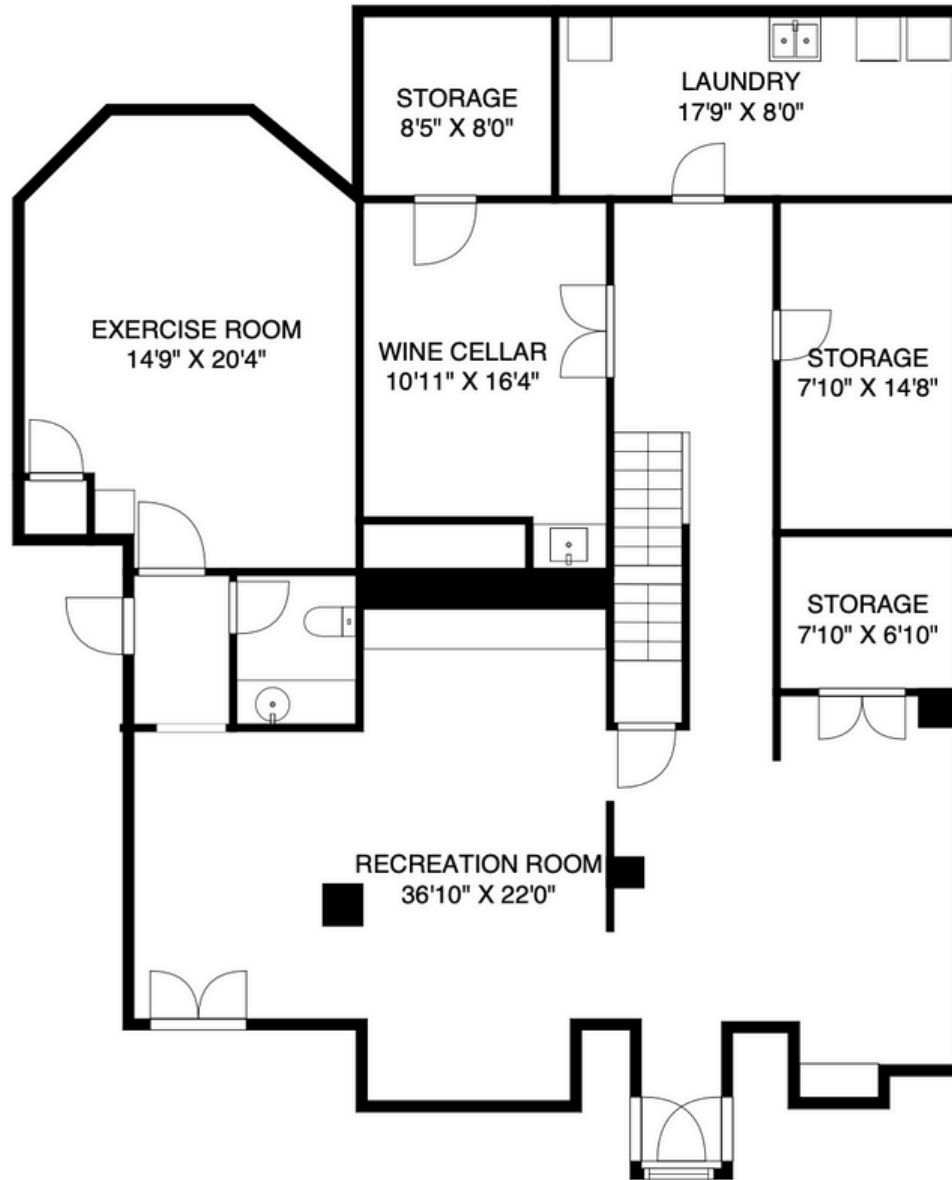 STORAGE
8'5" X 8'0"
LAUNDRY
17'9" X 8'0"
EXERCISE ROOM
14'9" X 20'4"
WINE CELLAR
10'11" X 16'4"
STORAGE
7'10" X 14'8"
STORAGE
7'10" X 6'10"
RECREATION ROOM
36'10" X 22'0"